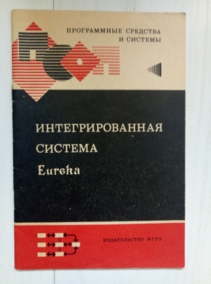 ПРОГРАММНЫЕ СРЕДСТВА
И СИСТЕМЫ
ИНТЕГРИРОВАННАЯ
СИСТЕМА
Eureka
ИЗДАТЕЛЬСТВО МГТУ